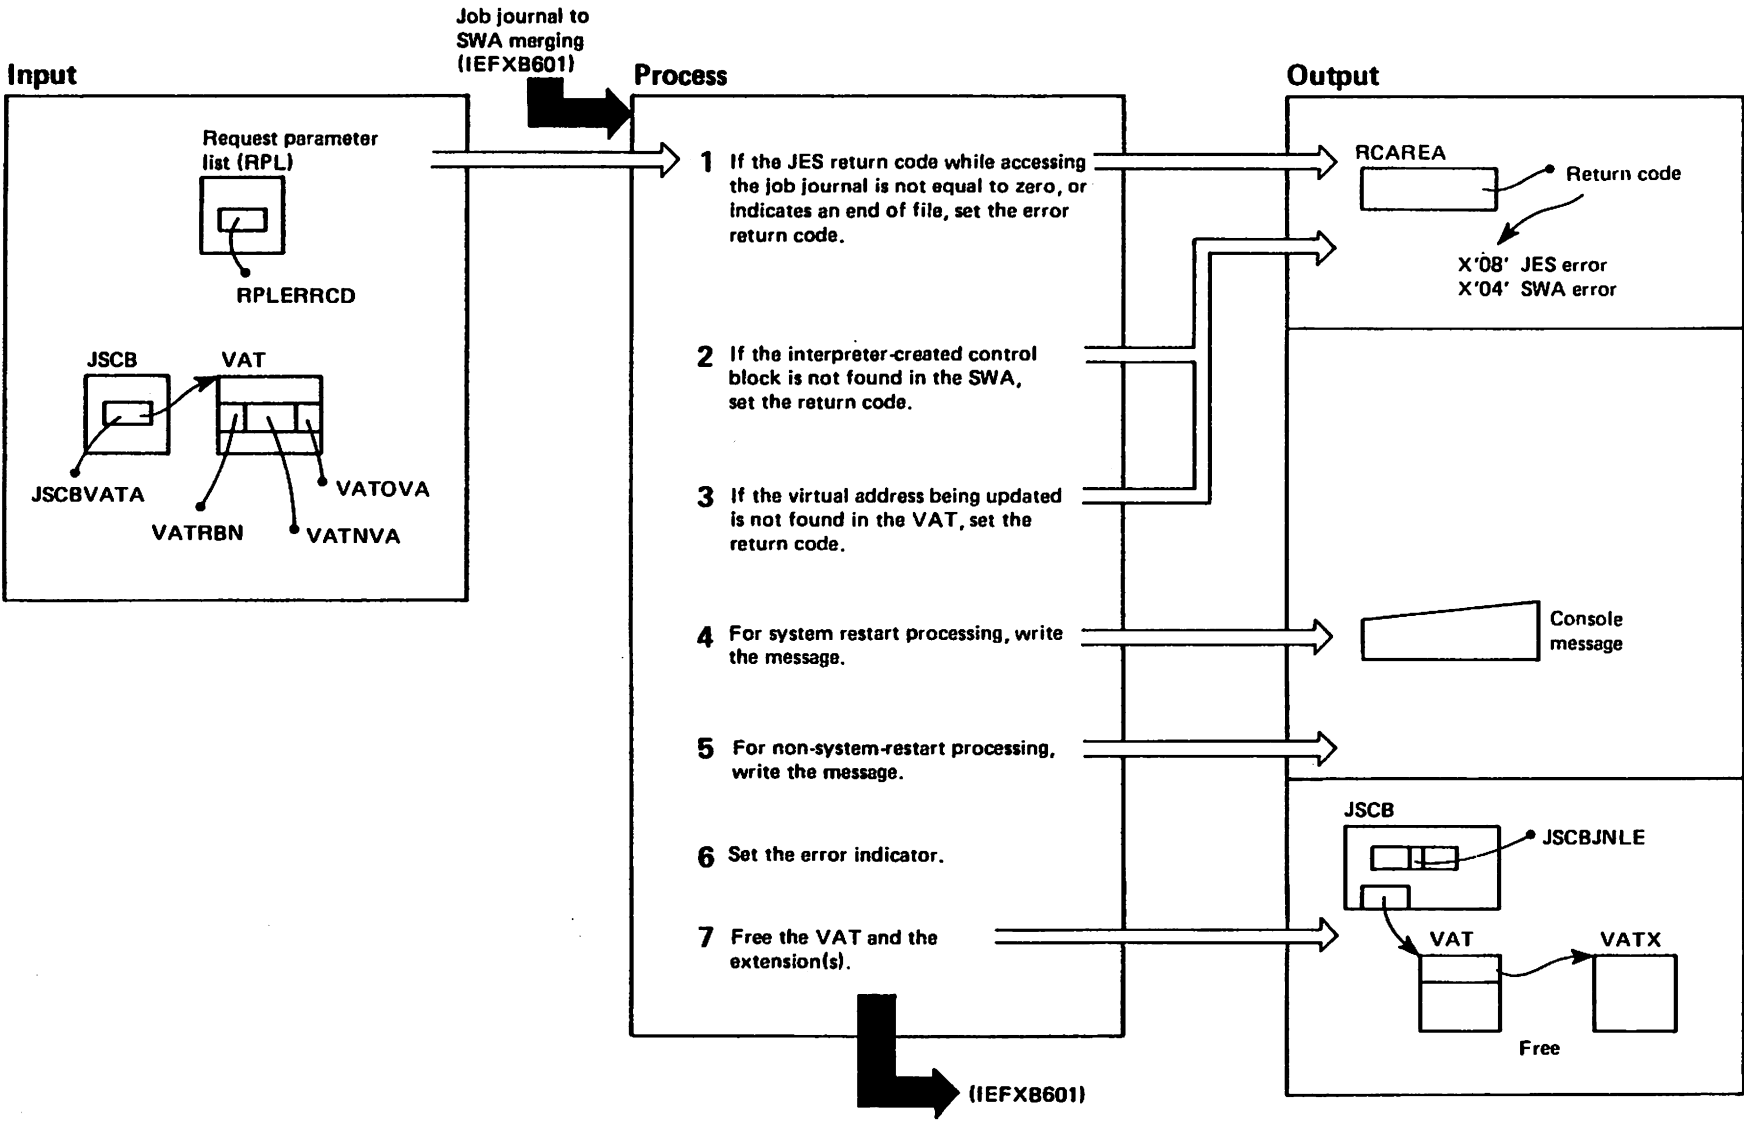 Job journal to
SWA merging
(IEFXB601)
Input
Request parameter
list (RPL)
RPLERRCD
JSCB
VAT
JSCBVATA
VATOVA
VATRBN
VATNVA
Process
1 If the JES return code while accessing
the job journal is not equal to zero, or
indicates an end of file, set the error
return code.
2 If the interpreter-created control
block is not found in the SWA,
set the return code.
3 If the virtual address being updated
is not found in the VAT, set the
return code.
4 For system restart processing, write
the message.
5 For non-system-restart processing,
write the message.
6 Set the error indicator.
7 Free the VAT and the
extension(s).
(IEFXB601)
Output
RCAREA
Return code
X'08' JES error
X'04' SWA error
Console
message
JSCB
JSCBJNLE
VAT
VATX
Free